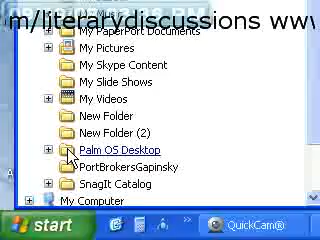 m/literarydiscussions www
My PaperPort Documents
My Pictures
My Skype Content
My Slide Shows
My Videos
New Folder
New Folder (2)
Palm OS Desktop
PortBrokersGapinsky
SnagIt Catalog
My Computer
start
QuickCam®